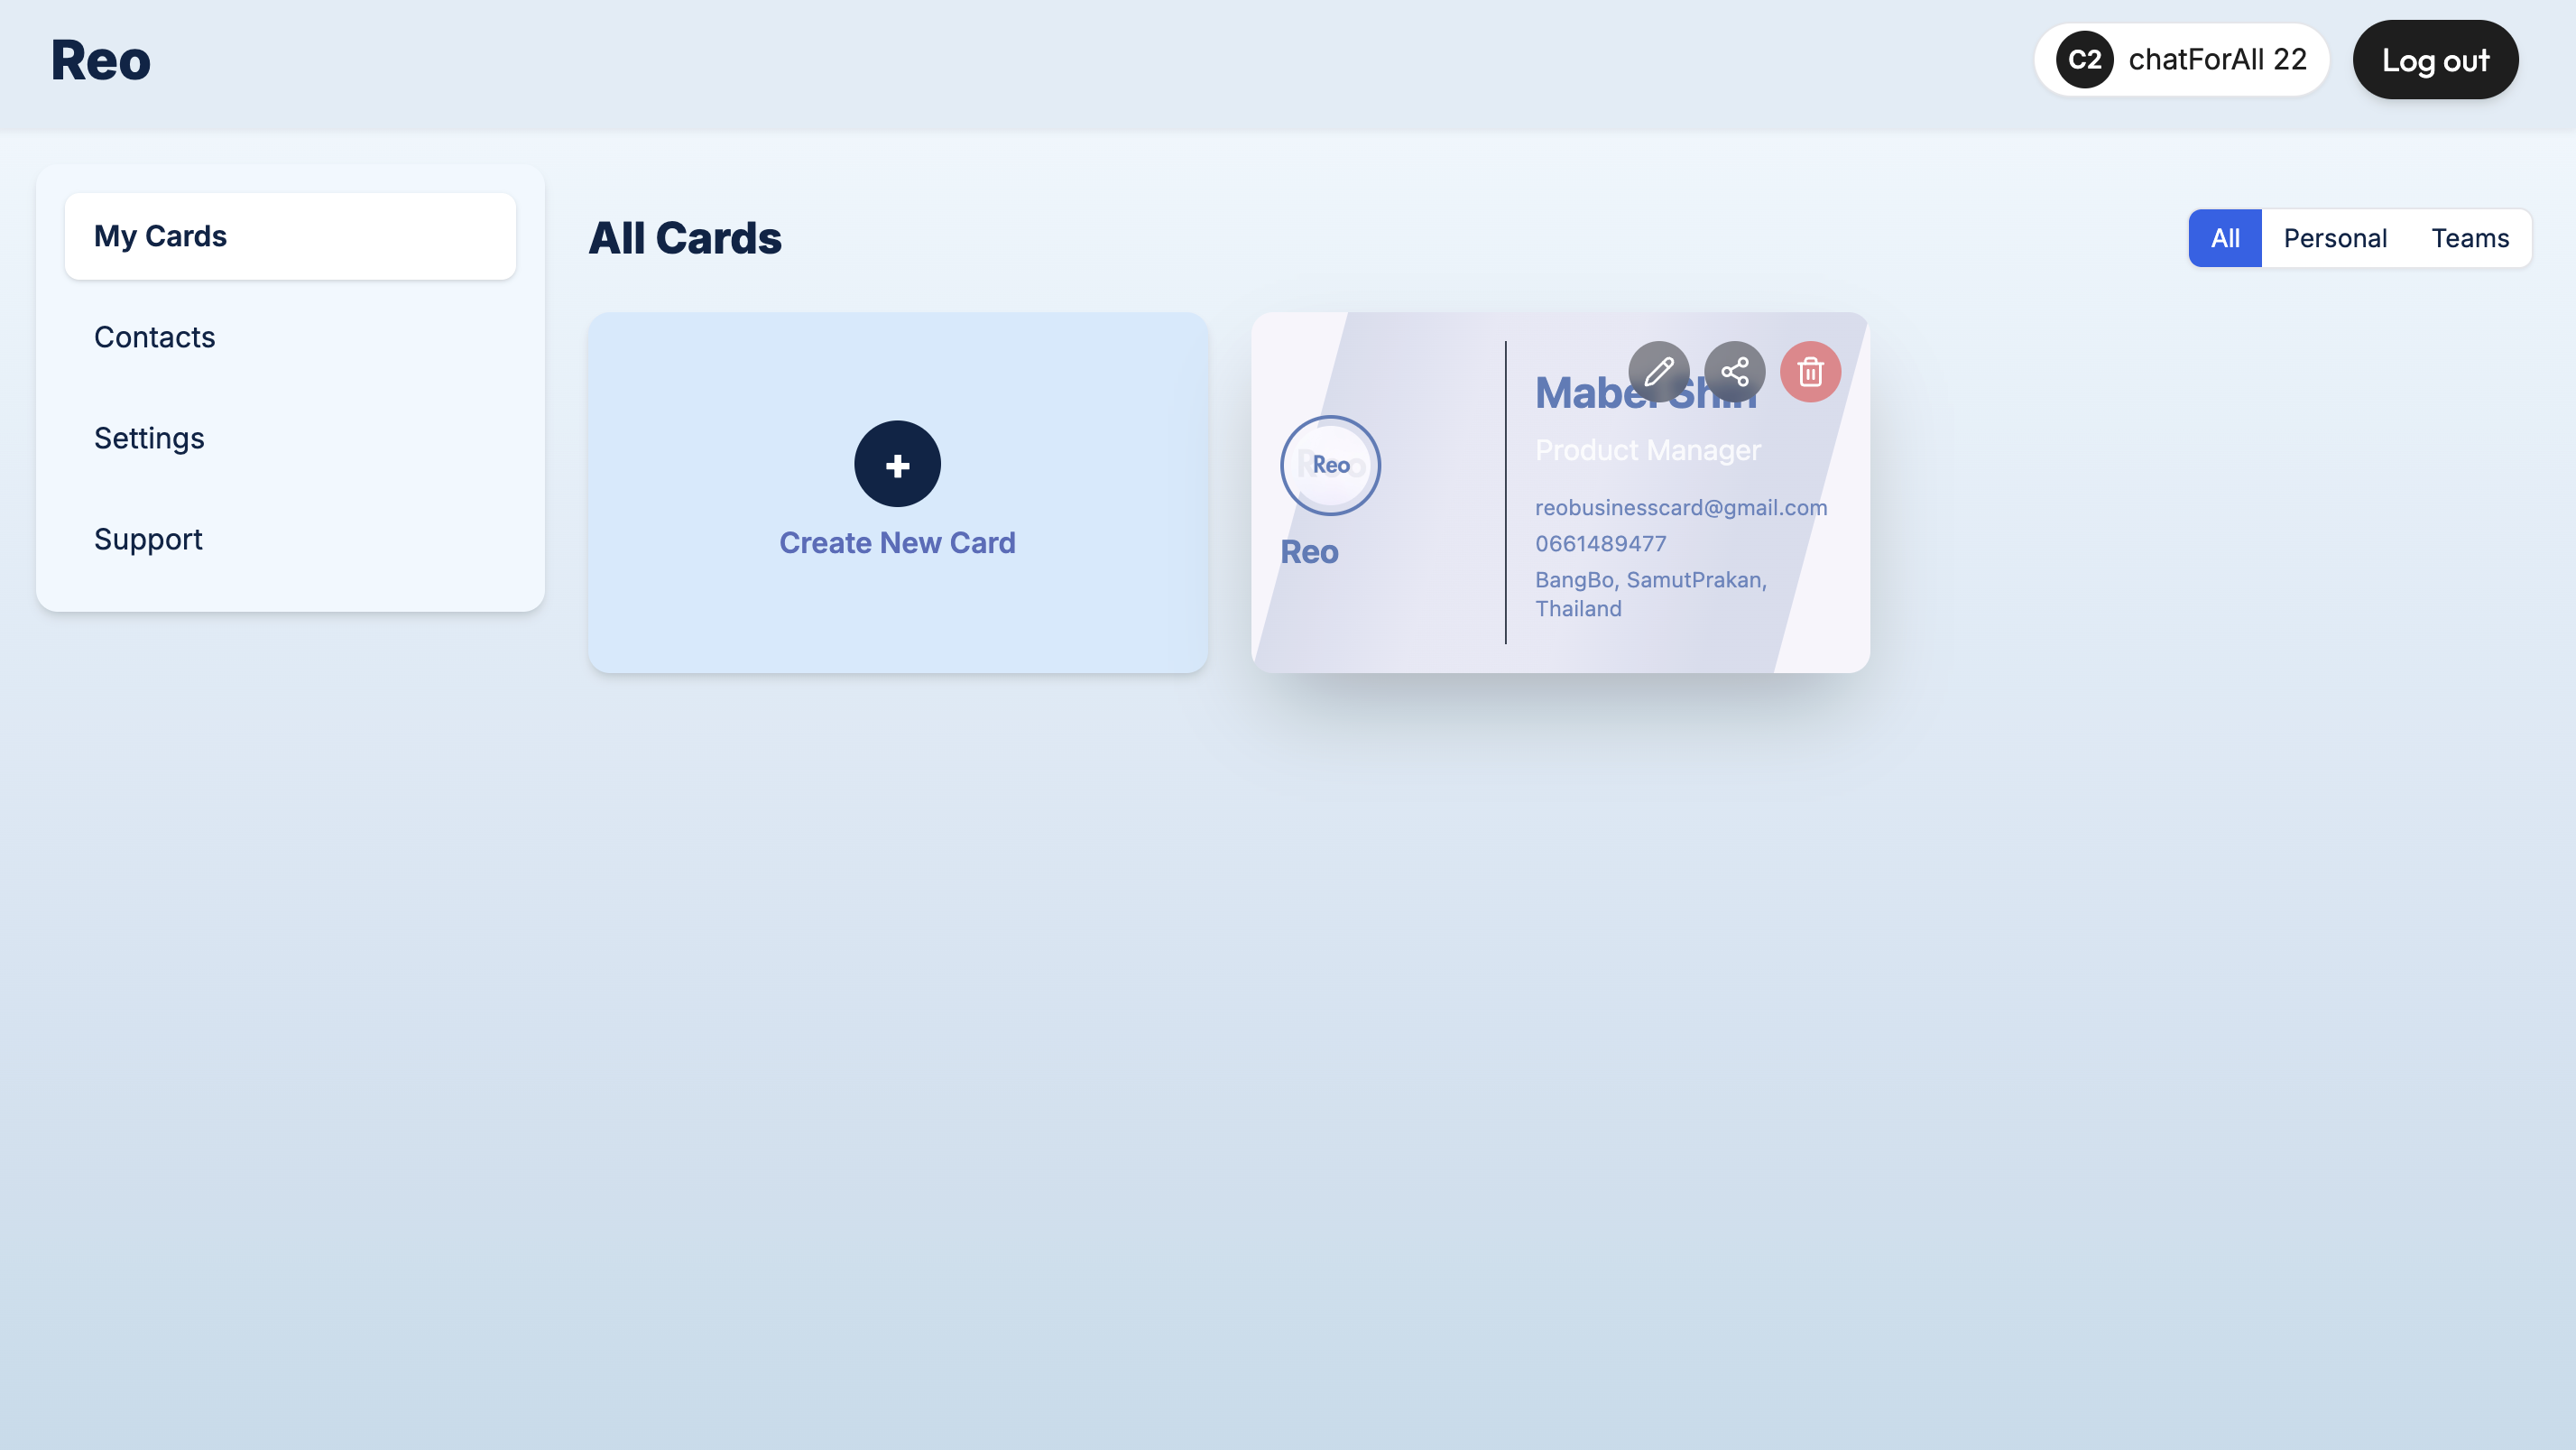 Reo
C2 chatForAll 22
Log out
My Cards
Contacts
Settings
Support
All Cards
All Personal Teams
+
Create New Card
Reo
Reo
Mabel Shin
Product Manager
reobusinesscard@gmail.com
0661489477
BangBo, SamutPrakan,
Thailand